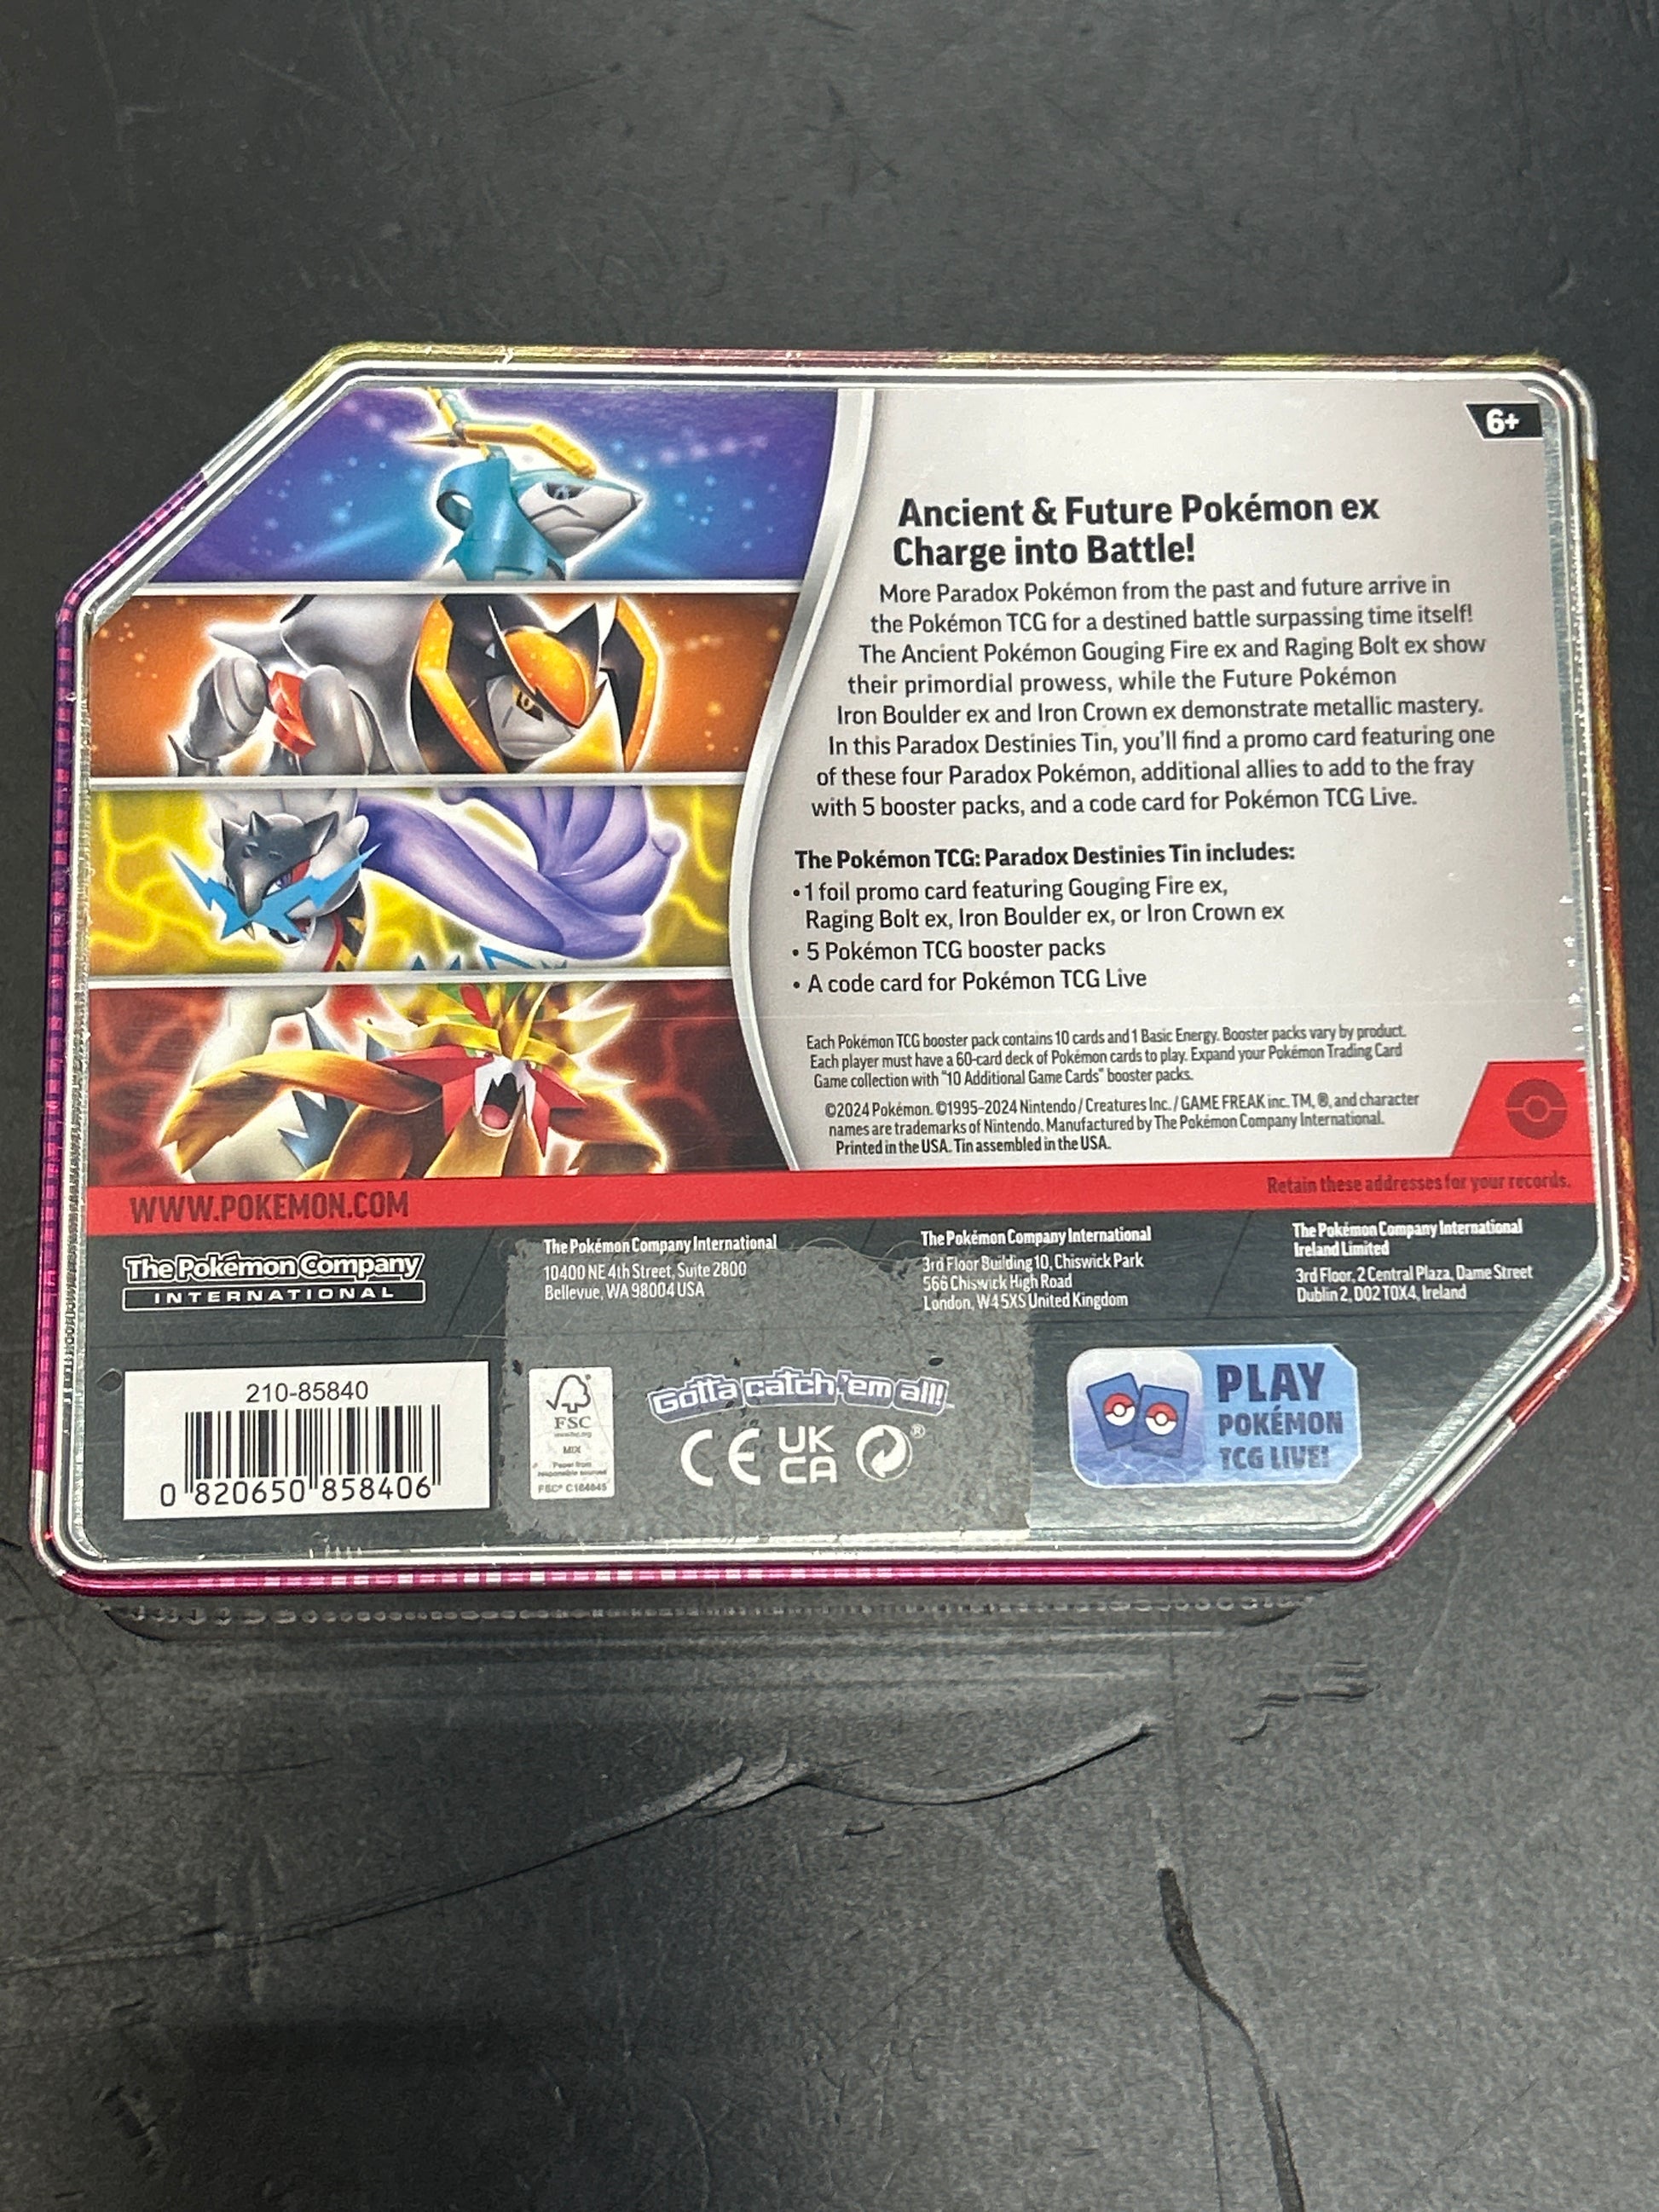 6+
Ancient & Future Pokémon ex
Charge into Battle!
More Paradox Pokémon from the past and future arrive in
the Pokémon TCG for a destined battle surpassing time itself!
The Ancient Pokémon Gouging Fire ex and Raging Bolt ex show
their primordial prowess, while the Future Pokémon
Iron Boulder ex and Iron Crown ex demonstrate metallic mastery.
In this Paradox Destinies Tin, you'll find a promo card featuring one
of these four Paradox Pokémon, additional allies to add to the fray
with 5 booster packs, and a code card for Pokémon TCG Live.
The Pokémon TCG: Paradox Destinies Tin includes:
• 1 foil promo card featuring Gouging Fire ex,
Raging Bolt ex, Iron Boulder ex, or Iron Crown ex
• 5 Pokémon TCG booster packs
• A code card for Pokémon TCG Live
Each Pokémon TCG booster pack contains 10 cards and 1 Basic Energy. Booster packs vary by product.
Each player must have a 60-card deck of Pokémon cards to play. Expand your Pokémon Trading Card
Game collection with "10 Additional Game Cards" booster packs.
©2024 Pokémon. ©1995–2024 Nintendo / Creatures Inc. / GAME FREAK inc. TM, ®, and character
names are trademarks of Nintendo. Manufactured by The Pokémon Company International.
Printed in the USA. Tin assembled in the USA.
WWW.POKEMON.COM
Retain these addresses for your records.
The Pokémon Company
INTERNATIONAL
The Pokémon Company International
10400 NE 4th Street, Suite 2800
Bellevue, WA 98004 USA
The Pokémon Company International
3rd Floor Building 10, Chiswick Park
566 Chiswick High Road
London, W4 5XS United Kingdom
The Pokémon Company International
Ireland Limited
3rd Floor, 2 Central Plaza, Dame Street
Dublin 2, D02 T0X4, Ireland
210-85840
0 820650 858406
FSC
www.fsc.org
MIX
Paper from
responsible sources
FSC® C184645
Gotta catch 'em all!
CE UK
CA ®
PLAY
POKÉMON
TCG LIVE!